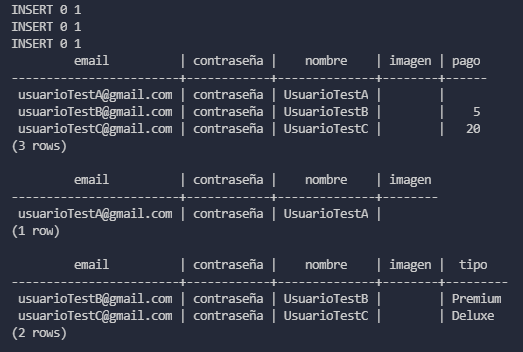 INSERT 0 1
INSERT 0 1
INSERT 0 1
         email          | contraseña |    nombre    | imagen | pago
------------------------+------------+--------------+--------+------
 usuarioTestA@gmail.com | contraseña | UsuarioTestA |        |
 usuarioTestB@gmail.com | contraseña | UsuarioTestB |        |    5
 usuarioTestC@gmail.com | contraseña | UsuarioTestC |        |   20
(3 rows)

         email          | contraseña |    nombre    | imagen
------------------------+------------+--------------+--------
 usuarioTestA@gmail.com | contraseña | UsuarioTestA |
(1 row)

         email          | contraseña |    nombre    | imagen |  tipo
------------------------+------------+--------------+--------+---------
 usuarioTestB@gmail.com | contraseña | UsuarioTestB |        | Premium
 usuarioTestC@gmail.com | contraseña | UsuarioTestC |        | Deluxe
(2 rows)